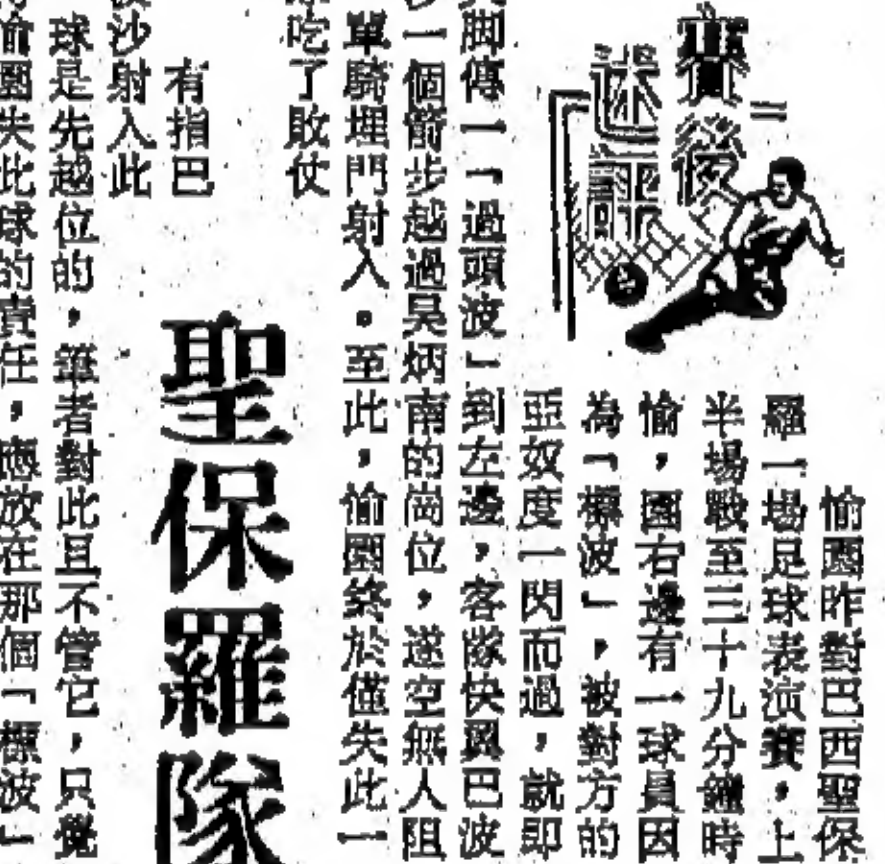 賽後
述評
愉園昨對巴西聖保
羅一場足球表演賽，上
半場戰至三十九分鐘時
愉，園右邊有一球員因
為「波」，被對方的
亞奴度一閃而過，就即
脚傳一「過頭波」到左邊，客隊快翼巴波
沙一個箭步越過吳炳南的崗位，遂空無人阻
單騎埋門射入。至此，愉園終於僅失此一
吃了敗仗
聖保羅隊
有指巴
沙射入此
球是先越位的，筆者對此且不管它，只覺
愉園失此球的責任，應放在那個「波」